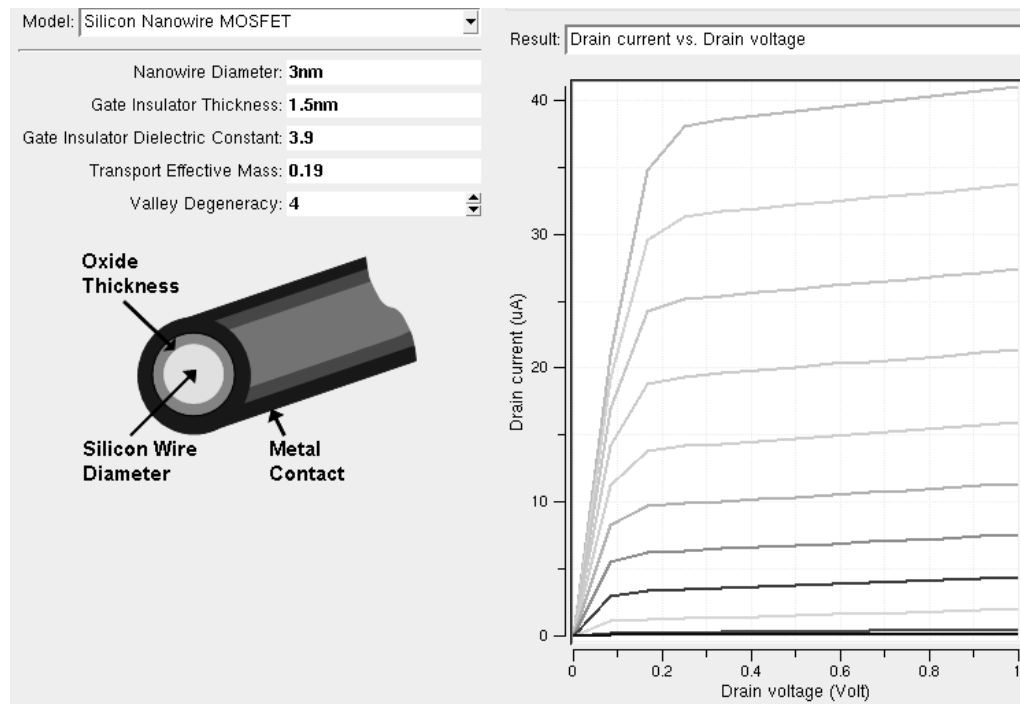 Model: Silicon Nanowire MOSFET
Nanowire Diameter: 3nm
Gate Insulator Thickness: 1.5nm
Gate Insulator Dielectric Constant: 3.9
Transport Effective Mass: 0.19
Valley Degeneracy: 4
Oxide
Thickness
Silicon Wire
Diameter
Metal
Contact
Result: Drain current vs. Drain voltage
Drain current (uA)
40
30
20
10
0
0 0.2 0.4 0.6 0.8 1
Drain voltage (Volt)